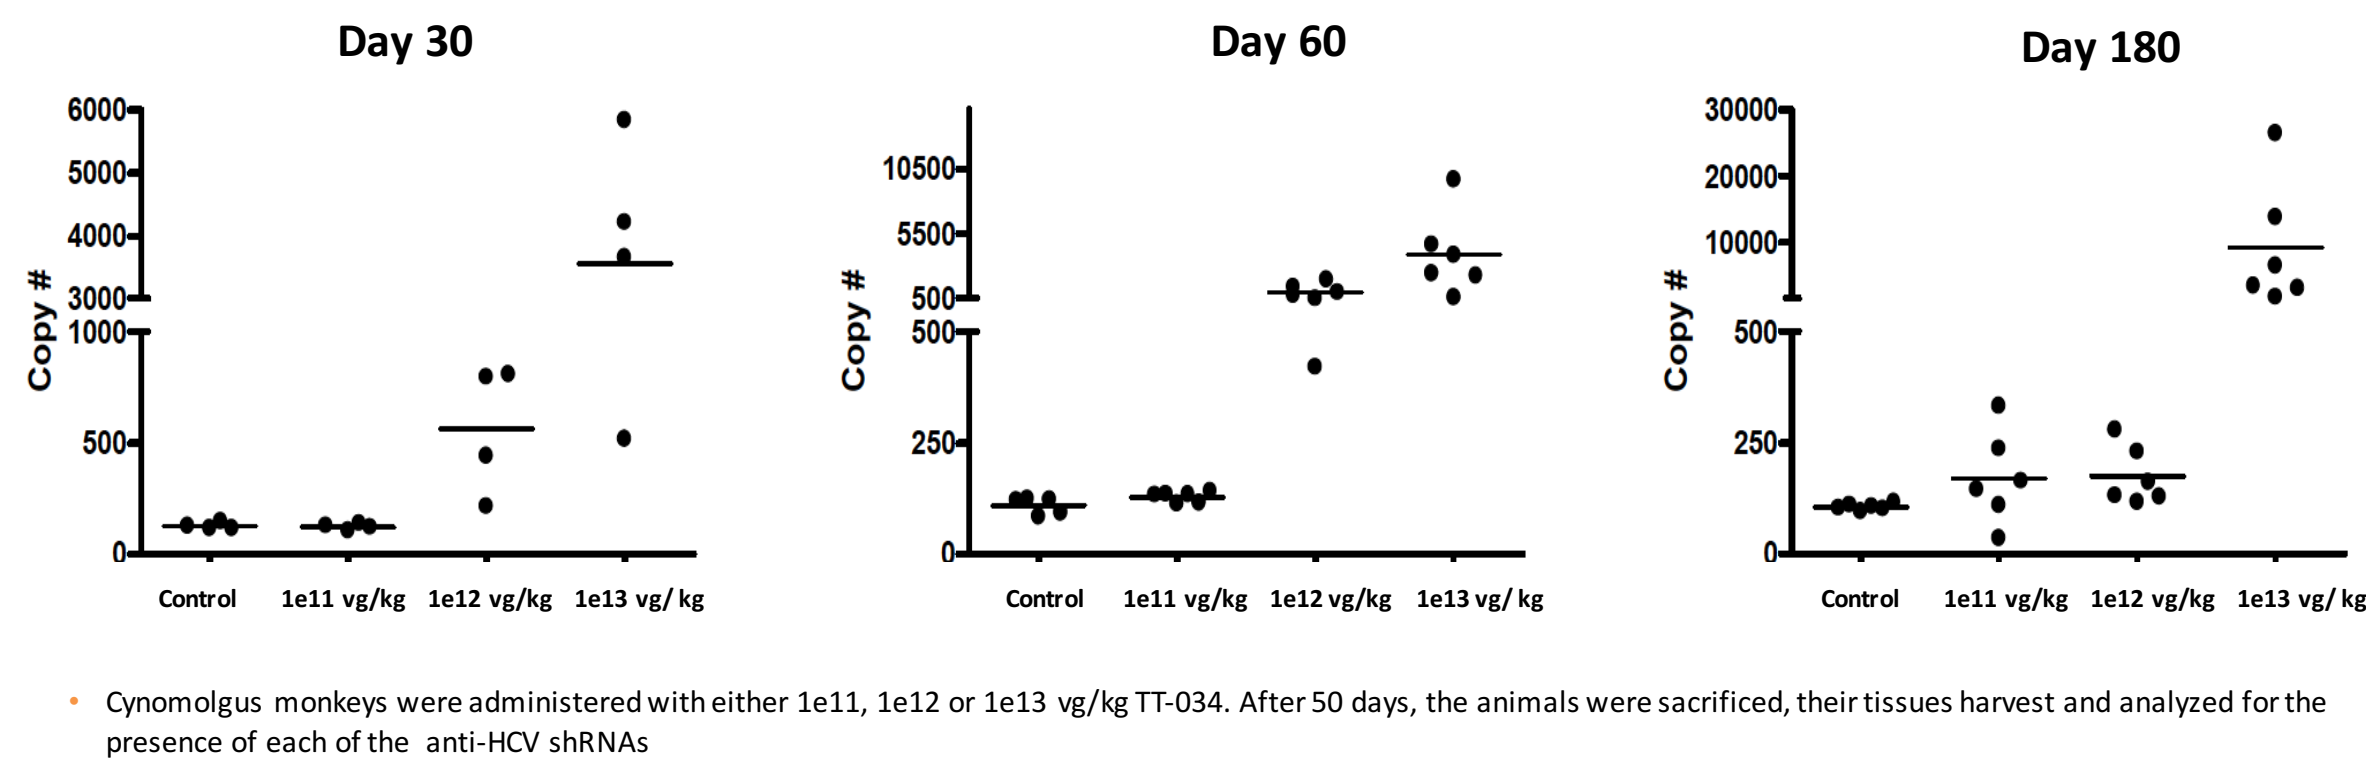 Day 30
6000
5000
4000
3000
1000
500
0
Copy #
Control 1e11 vg/kg 1e12 vg/kg 1e13 vg/ kg
Day 60
10500
5500
500
500
250
0
Copy #
Control 1e11 vg/kg 1e12 vg/kg 1e13 vg/ kg
Day 180
30000
20000
10000
500
250
0
Copy #
Control 1e11 vg/kg 1e12 vg/kg 1e13 vg/ kg
• Cynomolgus monkeys were administered with either 1e11, 1e12 or 1e13 vg/kg TT-034. After 50 days, the animals were sacrificed, their tissues harvest and analyzed for the
presence of each of the anti-HCV shRNAs